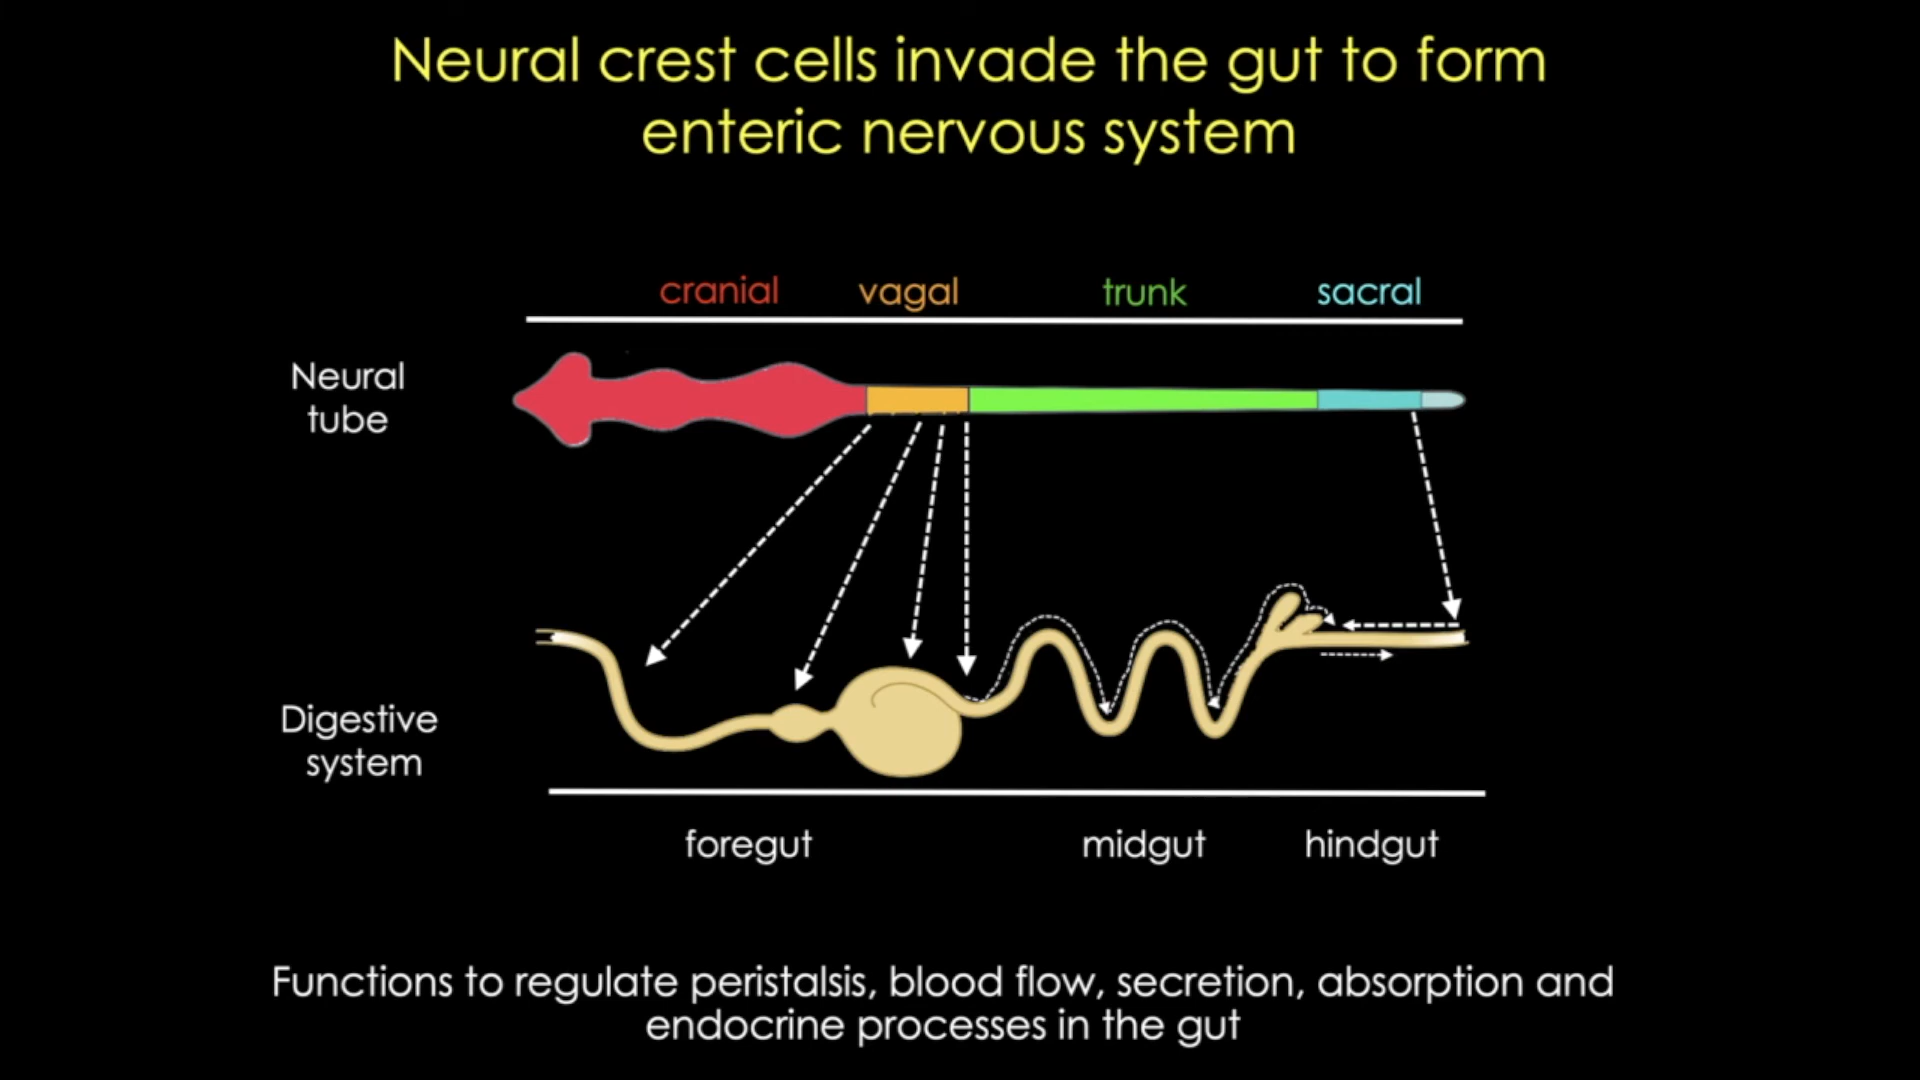 Neural crest cells invade the gut to form
enteric nervous system
cranial vagal trunk sacral
Neural
tube
Digestive
system
foregut midgut hindgut
Functions to regulate peristalsis, blood flow, secretion, absorption and
endocrine processes in the gut